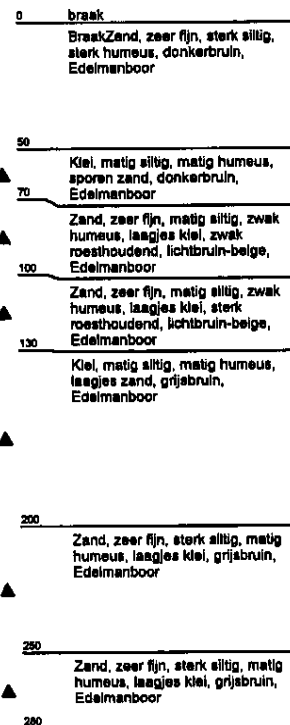 0 braak
BraakZand, zeer fijn, sterk siltig,
sterk humeus, donkerbruin,
Edelmanboor
50
Klei, matig siltig, matig humeus,
sporen zand, donkerbruin,
Edelmanboor
70
Zand, zeer fijn, matig siltig, zwak
humeus, laagjes klei, zwak
roesthoudend, lichtbruin-beige,
Edelmanboor
100
Zand, zeer fijn, matig siltig, zwak
humeus, laagjes klei, sterk
roesthoudend, lichtbruin-beige,
Edelmanboor
130
Klei, matig siltig, matig humeus,
laagjes zand, grijsbruin,
Edelmanboor
200
Zand, zeer fijn, sterk siltig, matig
humeus, laagjes klei, grijsbruin,
Edelmanboor
250
Zand, zeer fijn, sterk siltig, matig
humeus, laagjes klei, grijsbruin,
Edelmanboor
280